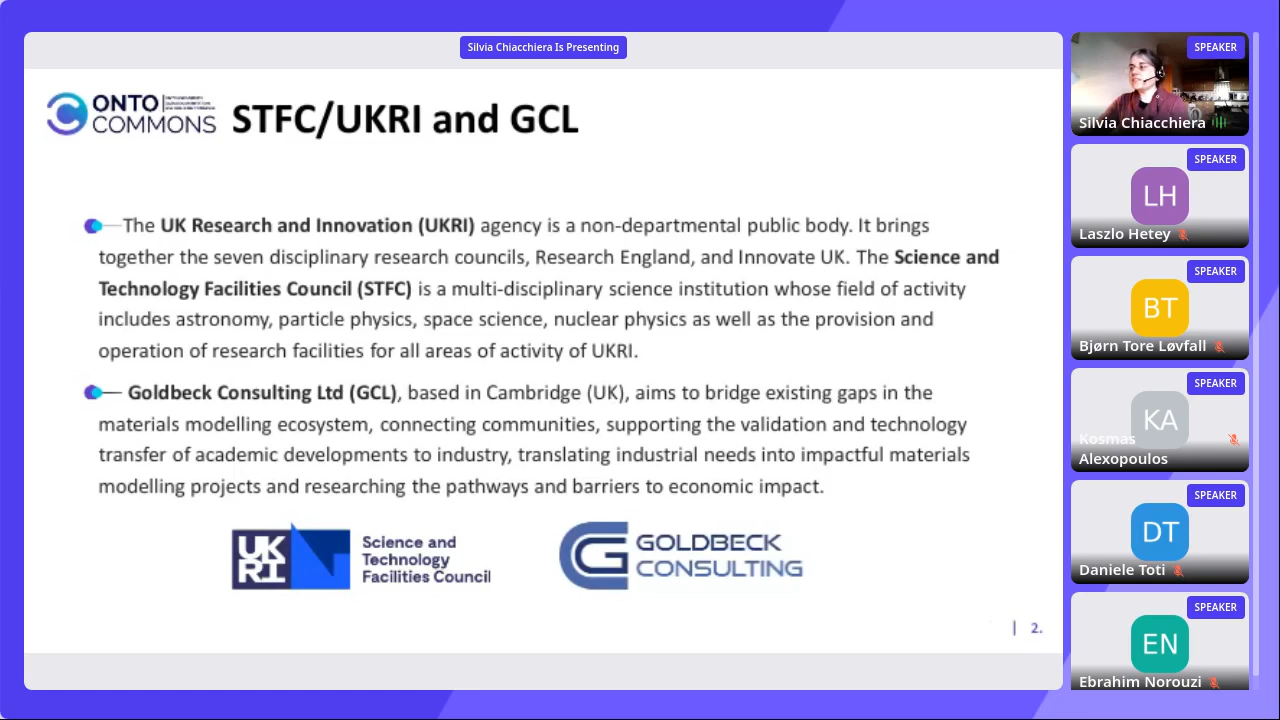 Silvia Chiacchiera Is Presenting
ONTO
COMMONS
STFC/UKRI and GCL
The UK Research and Innovation (UKRI) agency is a non-departmental public body. It brings
together the seven disciplinary research councils, Research England, and Innovate UK. The Science and
Technology Facilities Council (STFC) is a multi-disciplinary science institution whose field of activity
includes astronomy, particle physics, space science, nuclear physics as well as the provision and
operation of research facilities for all areas of activity of UKRI.
Goldbeck Consulting Ltd (GCL), based in Cambridge (UK), aims to bridge existing gaps in the
materials modelling ecosystem, connecting communities, supporting the validation and technology
transfer of academic developments to industry, translating industrial needs into impactful materials
modelling projects and researching the pathways and barriers to economic impact.
UK
RI
Science and
Technology
Facilities Council
GOLDBECK
CONSULTING
| 2.
SPEAKER
Silvia Chiacchiera
SPEAKER
LH
Laszlo Hetey
SPEAKER
BT
Bjørn Tore Løvfall
SPEAKER
KA
Kosmas
Alexopoulos
SPEAKER
DT
Daniele Toti
SPEAKER
EN
Ebrahim Norouzi